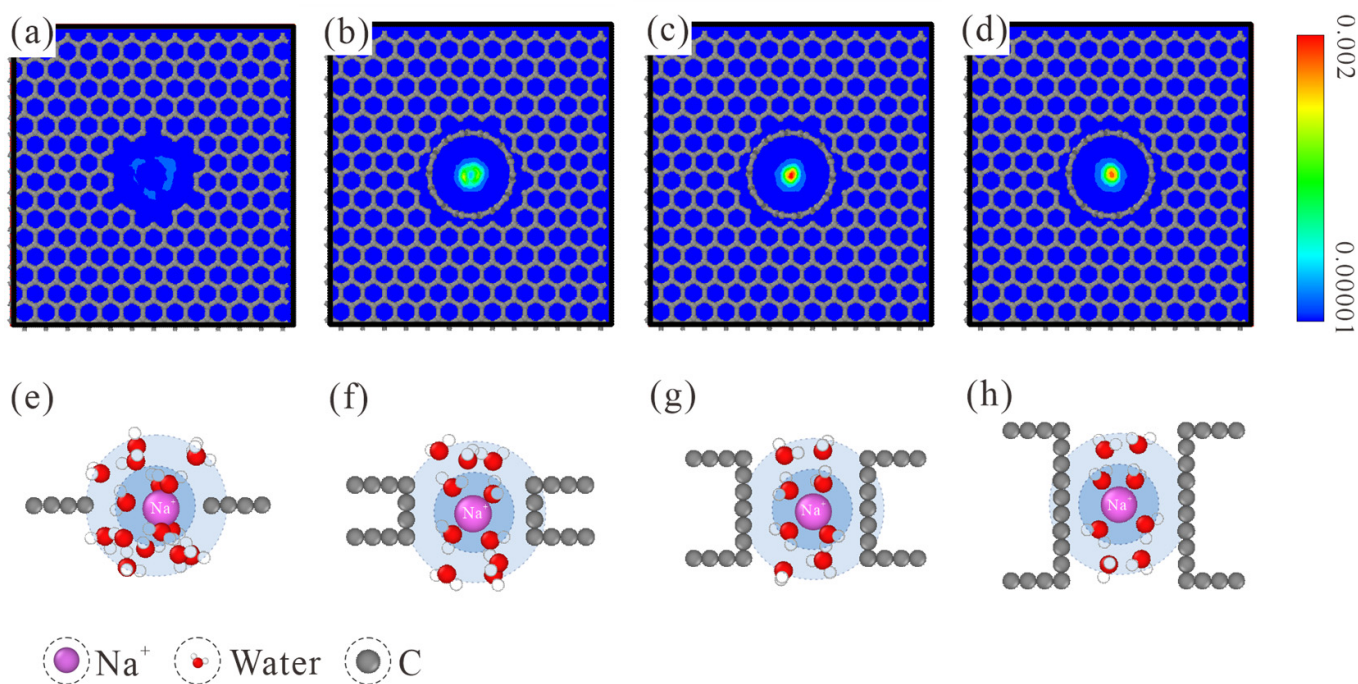 (a)
(b)
(c)
(d)
0.002
0.00001
(e)
(f)
(g)
(h)
Na+
Na+
Na+
Na+
Na+
Water
C